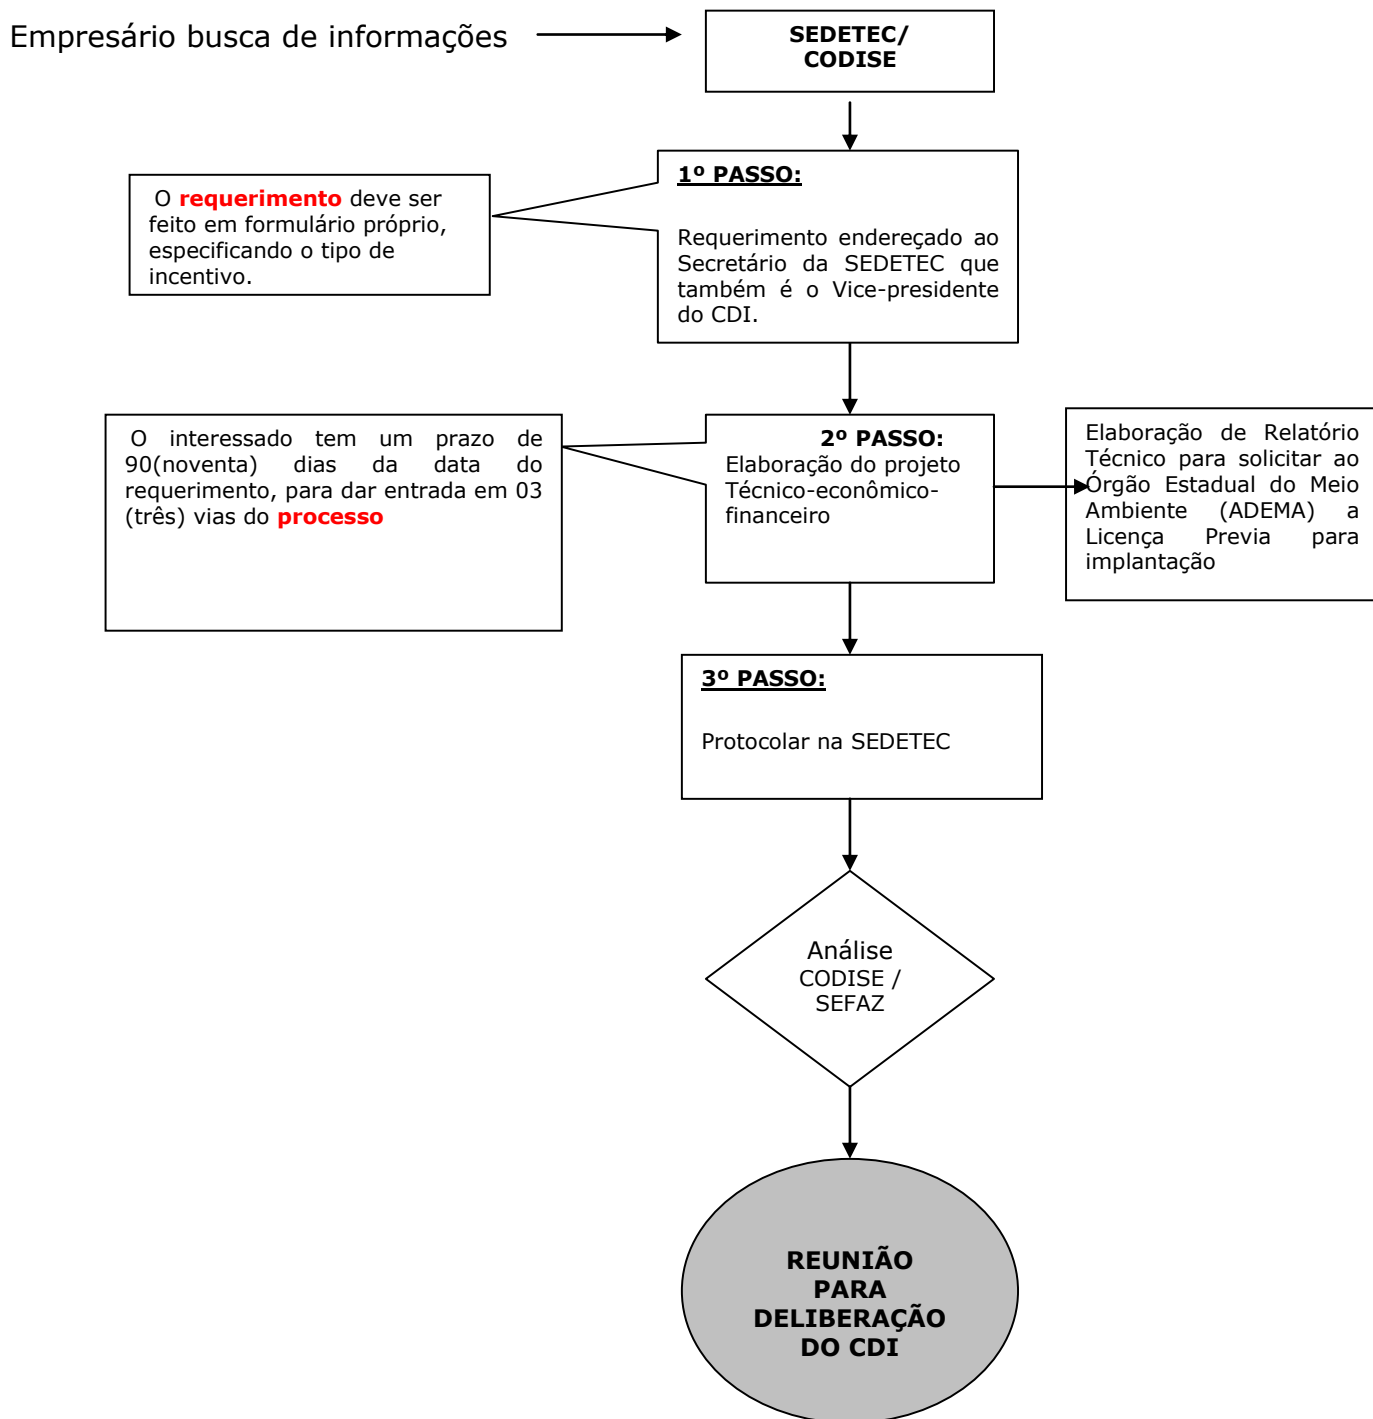 Empresário busca de informações
SEDETEC/
CODISE
1º PASSO:
Requerimento endereçado ao
Secretário da SEDETEC que
também é o Vice-presidente
do CDI.
O requerimento deve ser
feito em formulário próprio,
especificando o tipo de
incentivo.
2º PASSO:
Elaboração do projeto
Técnico-econômico-
financeiro
O interessado tem um prazo de
90(noventa) dias da data do
requerimento, para dar entrada em 03
(três) vias do processo
Elaboração de Relatório
Técnico para solicitar ao
Órgão Estadual do Meio
Ambiente (ADEMA) a
Licença Previa para
implantação
3º PASSO:
Protocolar na SEDETEC
Análise
CODISE /
SEFAZ
REUNIÃO
PARA
DELIBERAÇÃO
DO CDI